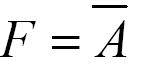 F = A̅